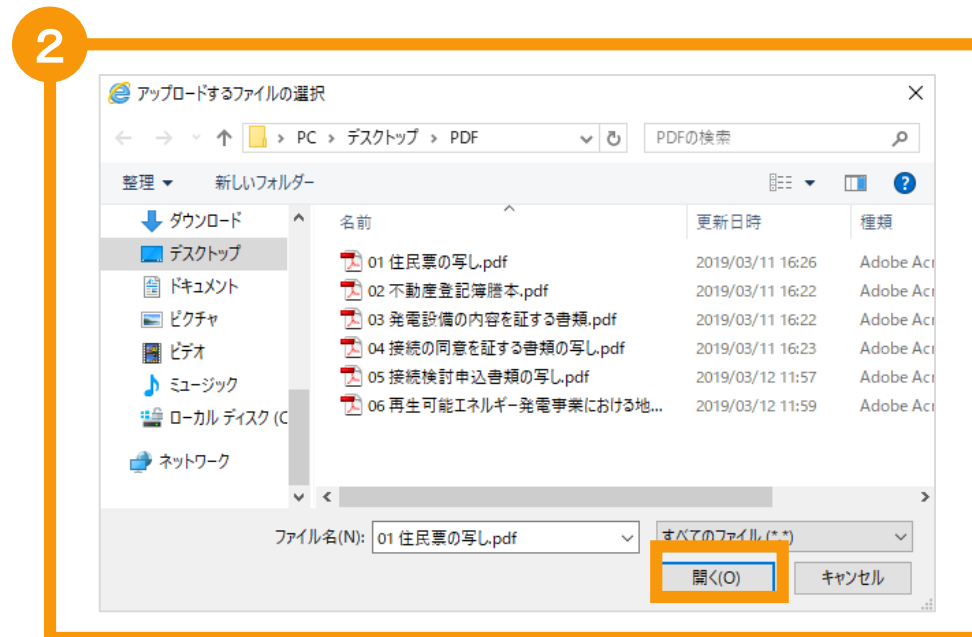 2
アップロードするファイルの選択
PC > デスクトップ > PDF
PDFの検索
整理
新しいフォルダー
ダウンロード
デスクトップ
ドキュメント
ピクチャ
ビデオ
ミュージック
ローカル ディスク (C
ネットワーク
名前 更新日時 種類
01 住民票の写し.pdf 2019/03/11 16:26 Adobe Acr
02 不動産登記簿謄本.pdf 2019/03/11 16:22 Adobe Acr
03 発電設備の内容を証する書類.pdf 2019/03/11 16:22 Adobe Acr
04 接続の同意を証する書類の写し.pdf 2019/03/11 16:23 Adobe Acr
05 接続検討申込書類の写し.pdf 2019/03/12 11:57 Adobe Acr
06 再生可能エネルギー発電事業における地... 2019/03/12 11:59 Adobe Acr
ファイル名(N): 01 住民票の写し.pdf すべてのファイル (*.*)
開く(O) キャンセル